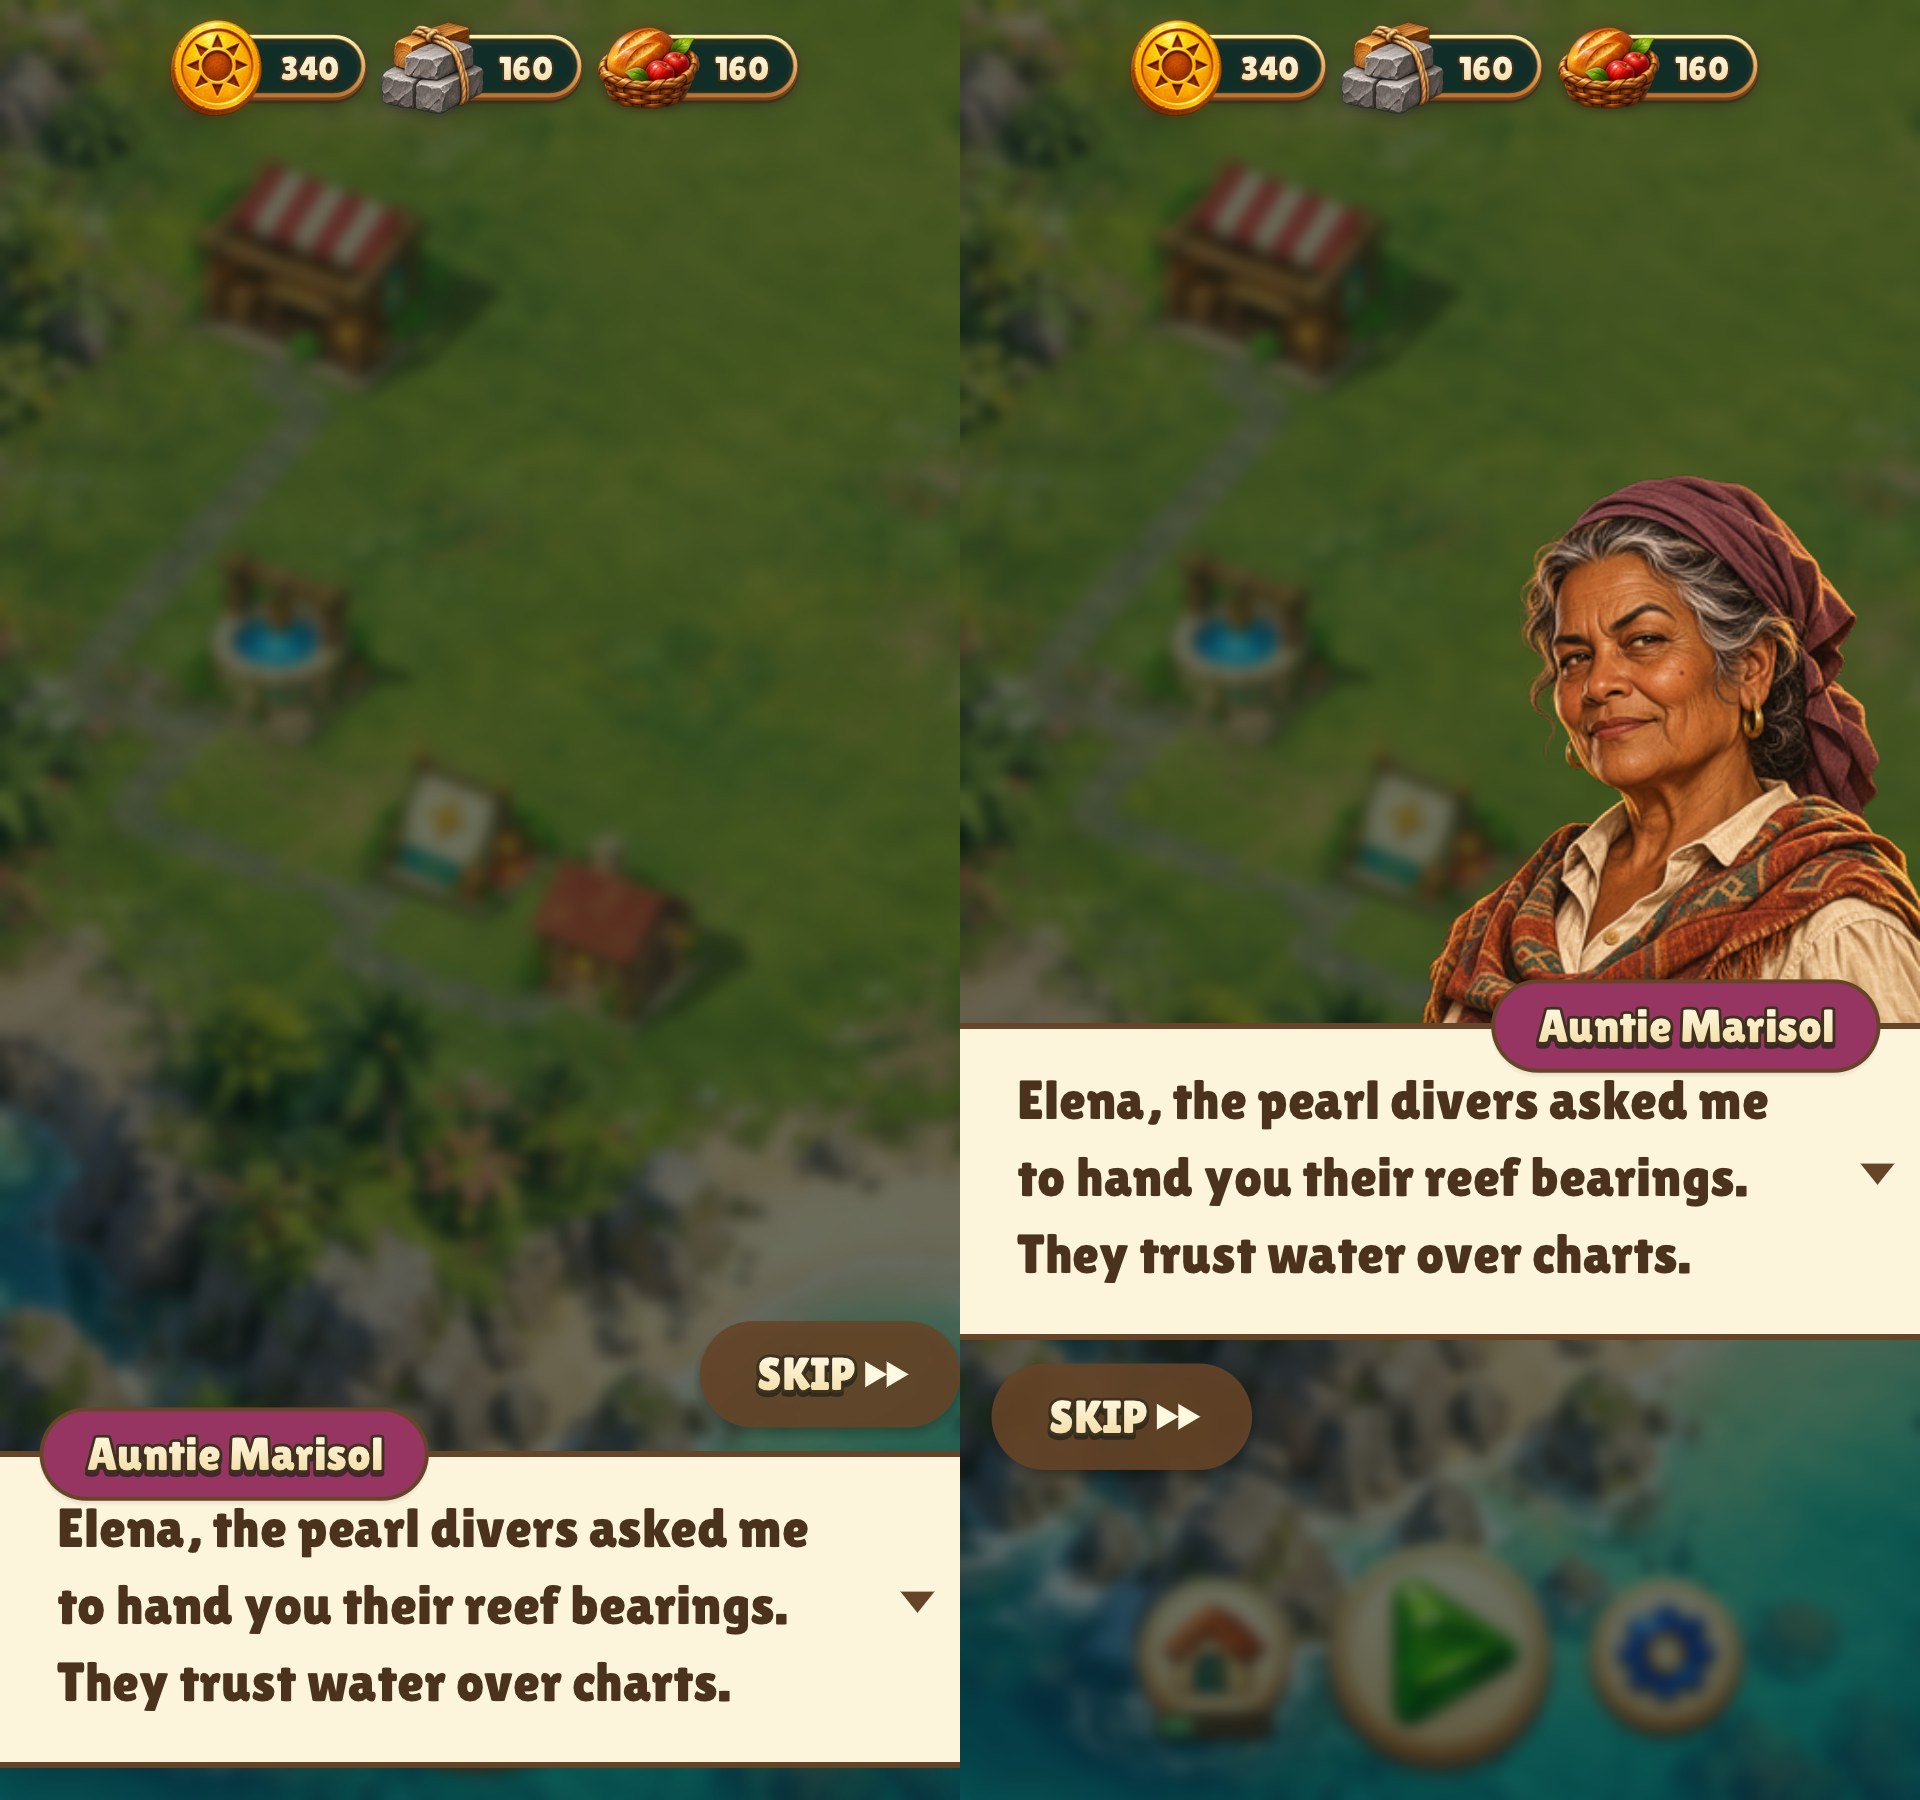 340 160 160
SKIP
Auntie Marisol
Elena, the pearl divers asked me
to hand you their reef bearings.
They trust water over charts.
340 160 160
Auntie Marisol
Elena, the pearl divers asked me
to hand you their reef bearings.
They trust water over charts.
SKIP